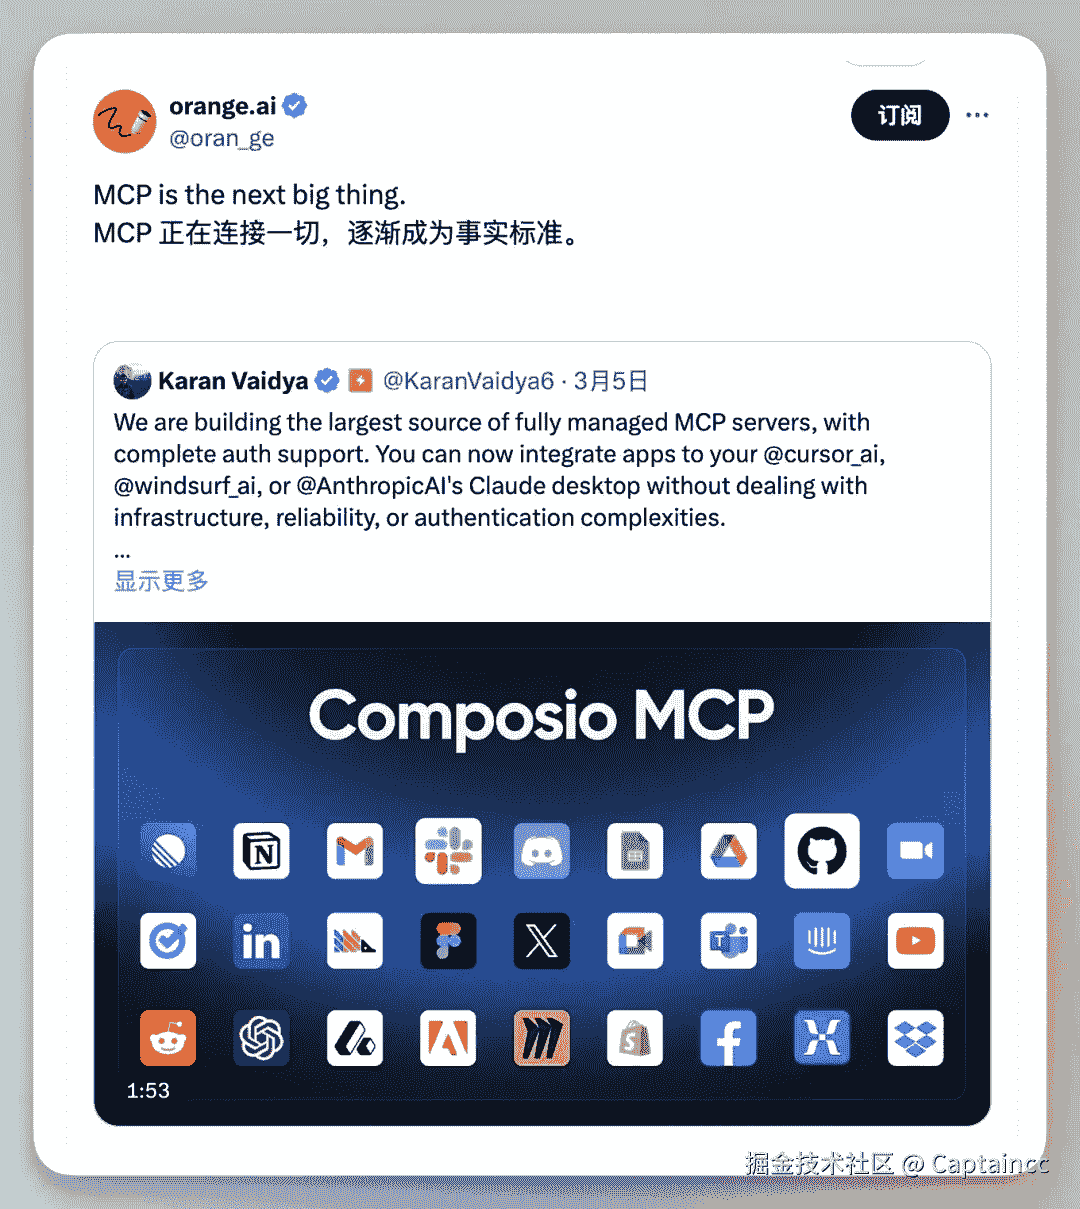 orange.ai
@oran_ge
订阅
MCP is the next big thing.
MCP 正在连接一切，逐渐成为事实标准。
Karan Vaidya @KaranVaidya6 · 3月5日
We are building the largest source of fully managed MCP servers, with
complete auth support. You can now integrate apps to your @cursor_ai,
@windsurf_ai, or @AnthropicAI's Claude desktop without dealing with
infrastructure, reliability, or authentication complexities.
...
显示更多
Composio MCP
N
in
X
T
S
f
1:53
掘金技术社区 @ Captaincc